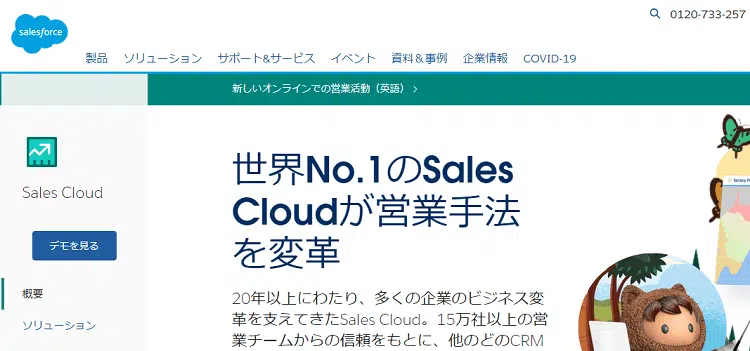 salesforce
0120-733-257
製品 ソリューション サポート&サービス イベント 資料＆事例 企業情報 COVID-19
新しいオンラインでの営業活動（英語）
Sales Cloud
デモを見る
概要
ソリューション
世界No.1のSales
Cloudが営業手法
を変革
20年以上にわたり、多くの企業のビジネス変
革を支えてきたSales Cloud。15万社以上の営
業チームからの信頼をもとに、他のどのCRM